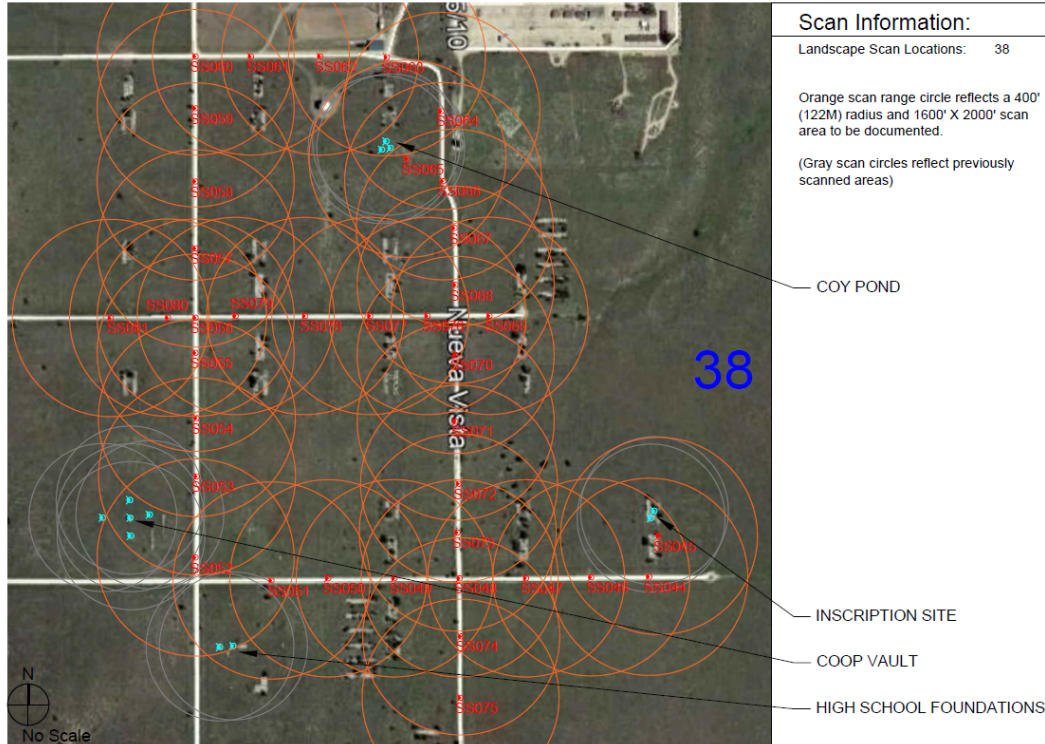 Scan Information:
Landscape Scan Locations: 38
Orange scan range circle reflects a 400'
(122M) radius and 1600' X 2000' scan
area to be documented.
(Gray scan circles reflect previously
scanned areas)
COY POND
INSCRIPTION SITE
COOP VAULT
HIGH SCHOOL FOUNDATIONS
5/10
SS060 SS061 SS062 SS063
SS059 SS064
SS065
SS058 SS066
SS057 SS067
SS068
SS081 SS080 SS056 SS079 SS078 SS077 SS076 SS069
Nueva Vista
38
SS055 SS070
SS054 SS071
SS053 SS072
SS073 SS045
SS052
SS051 SS050 SS049 SS048 SS047 SS046 SS044
SS074
SS075
N
No Scale